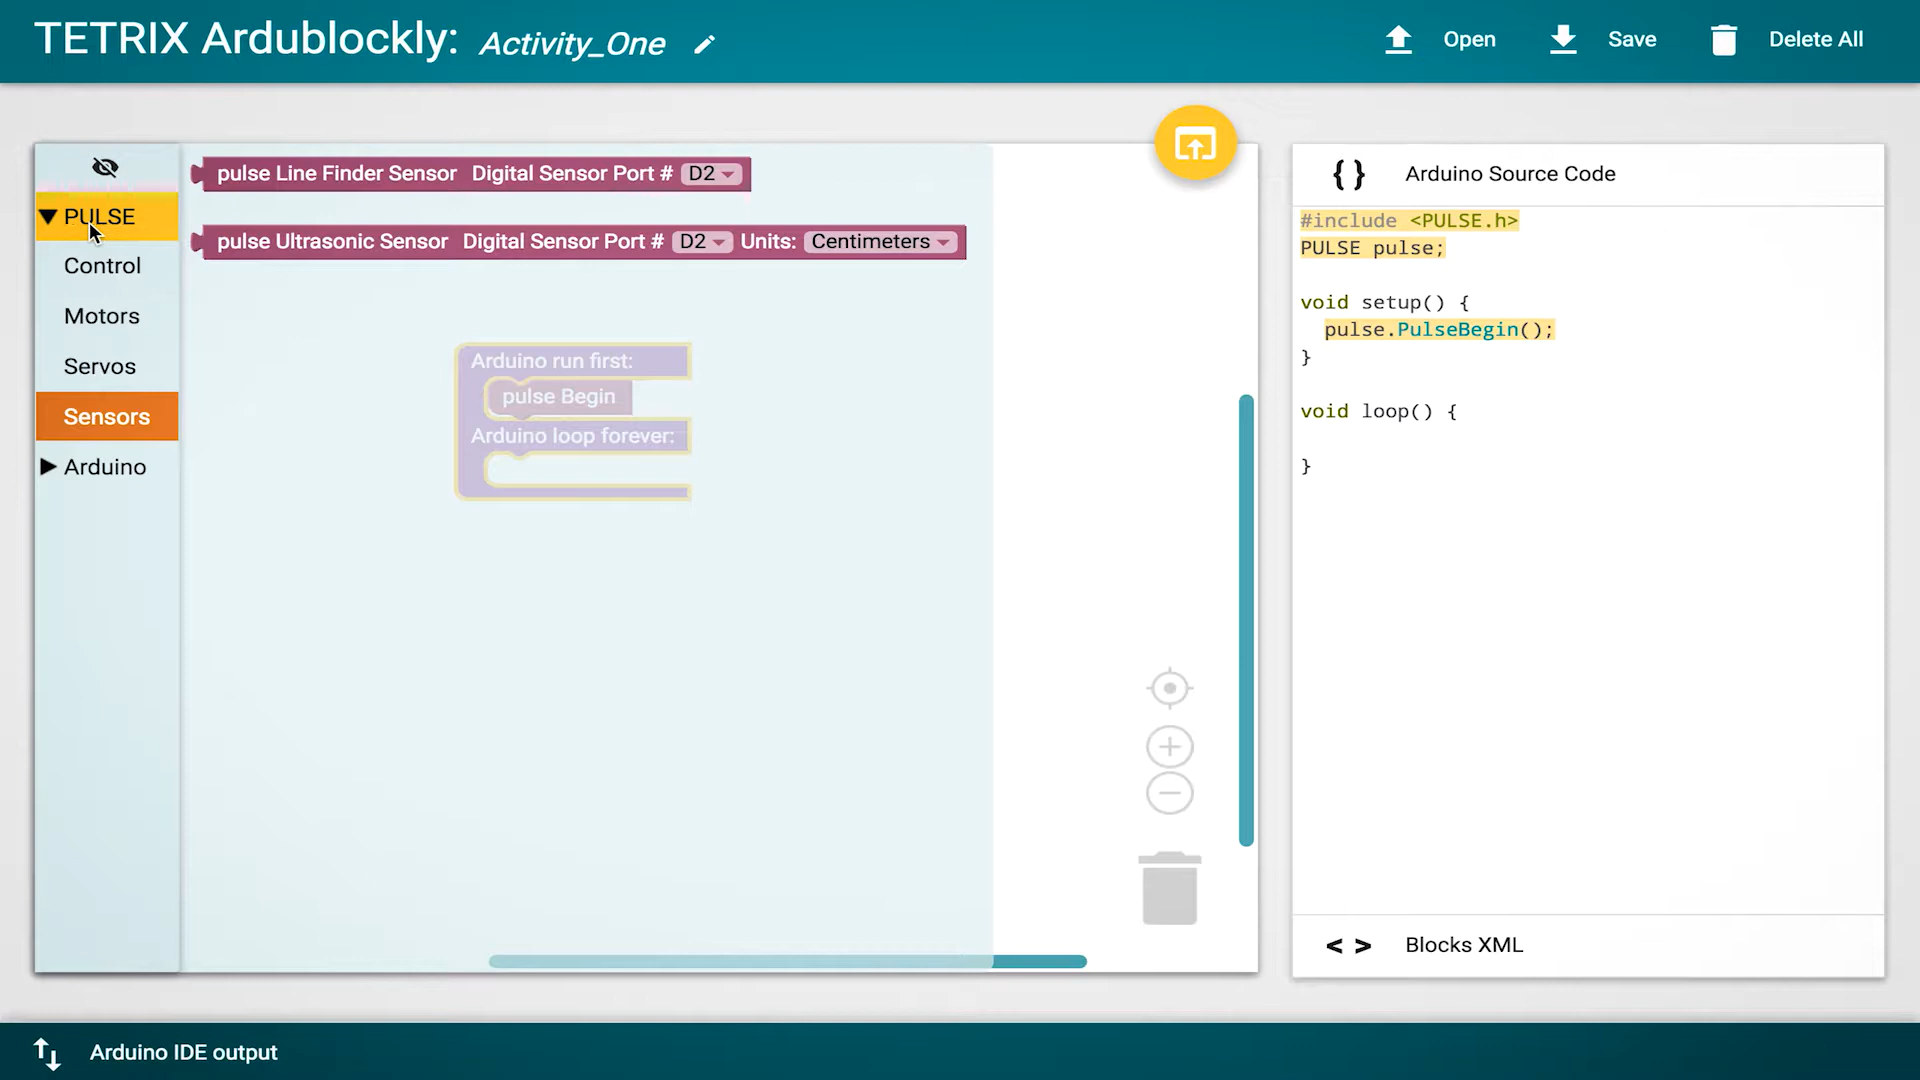 TETRIX Ardublockly: Activity_One
Open
Save
Delete All
PULSE
Control
Motors
Servos
Sensors
Arduino
pulse Line Finder Sensor Digital Sensor Port # D2
pulse Ultrasonic Sensor Digital Sensor Port # D2 Units: Centimeters
Arduino run first:
pulse Begin
Arduino loop forever:
{ } Arduino Source Code
#include <PULSE.h>
PULSE pulse;
void setup() {
pulse.PulseBegin();
}
void loop() {
}
< > Blocks XML
Arduino IDE output